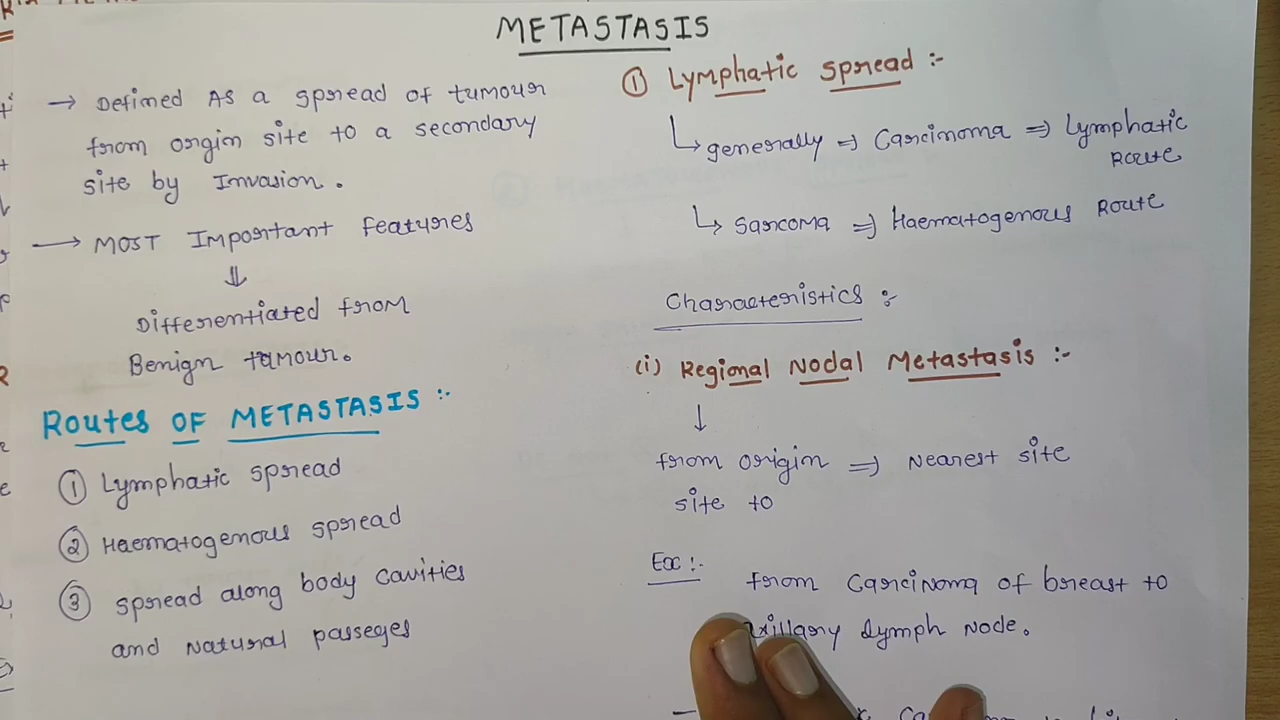 METASTASIS
→ Defined As a spread of tumour
from orgin site to a secondary
site by Invasion.
→ MOST Important Features
⇓
Differentiated from
Benign tumour.
Routes OF METASTASIS :-
① Lymphatic spread
② Haematogenous spread
③ spread along body cavities
and Natural passeges
① Lymphatic spread :-
↳ generally ⇒ Carcinoma ⇒ Lymphatic
Route
↳ Sarcoma ⇒ Haematogenous Route
Characteristics :-
(i) Regional Nodal Metastasis :-
↓
from origin ⇒ Nearest site
site to
Ex :-
from Carcinoma of breast to
axillary lymph Node.